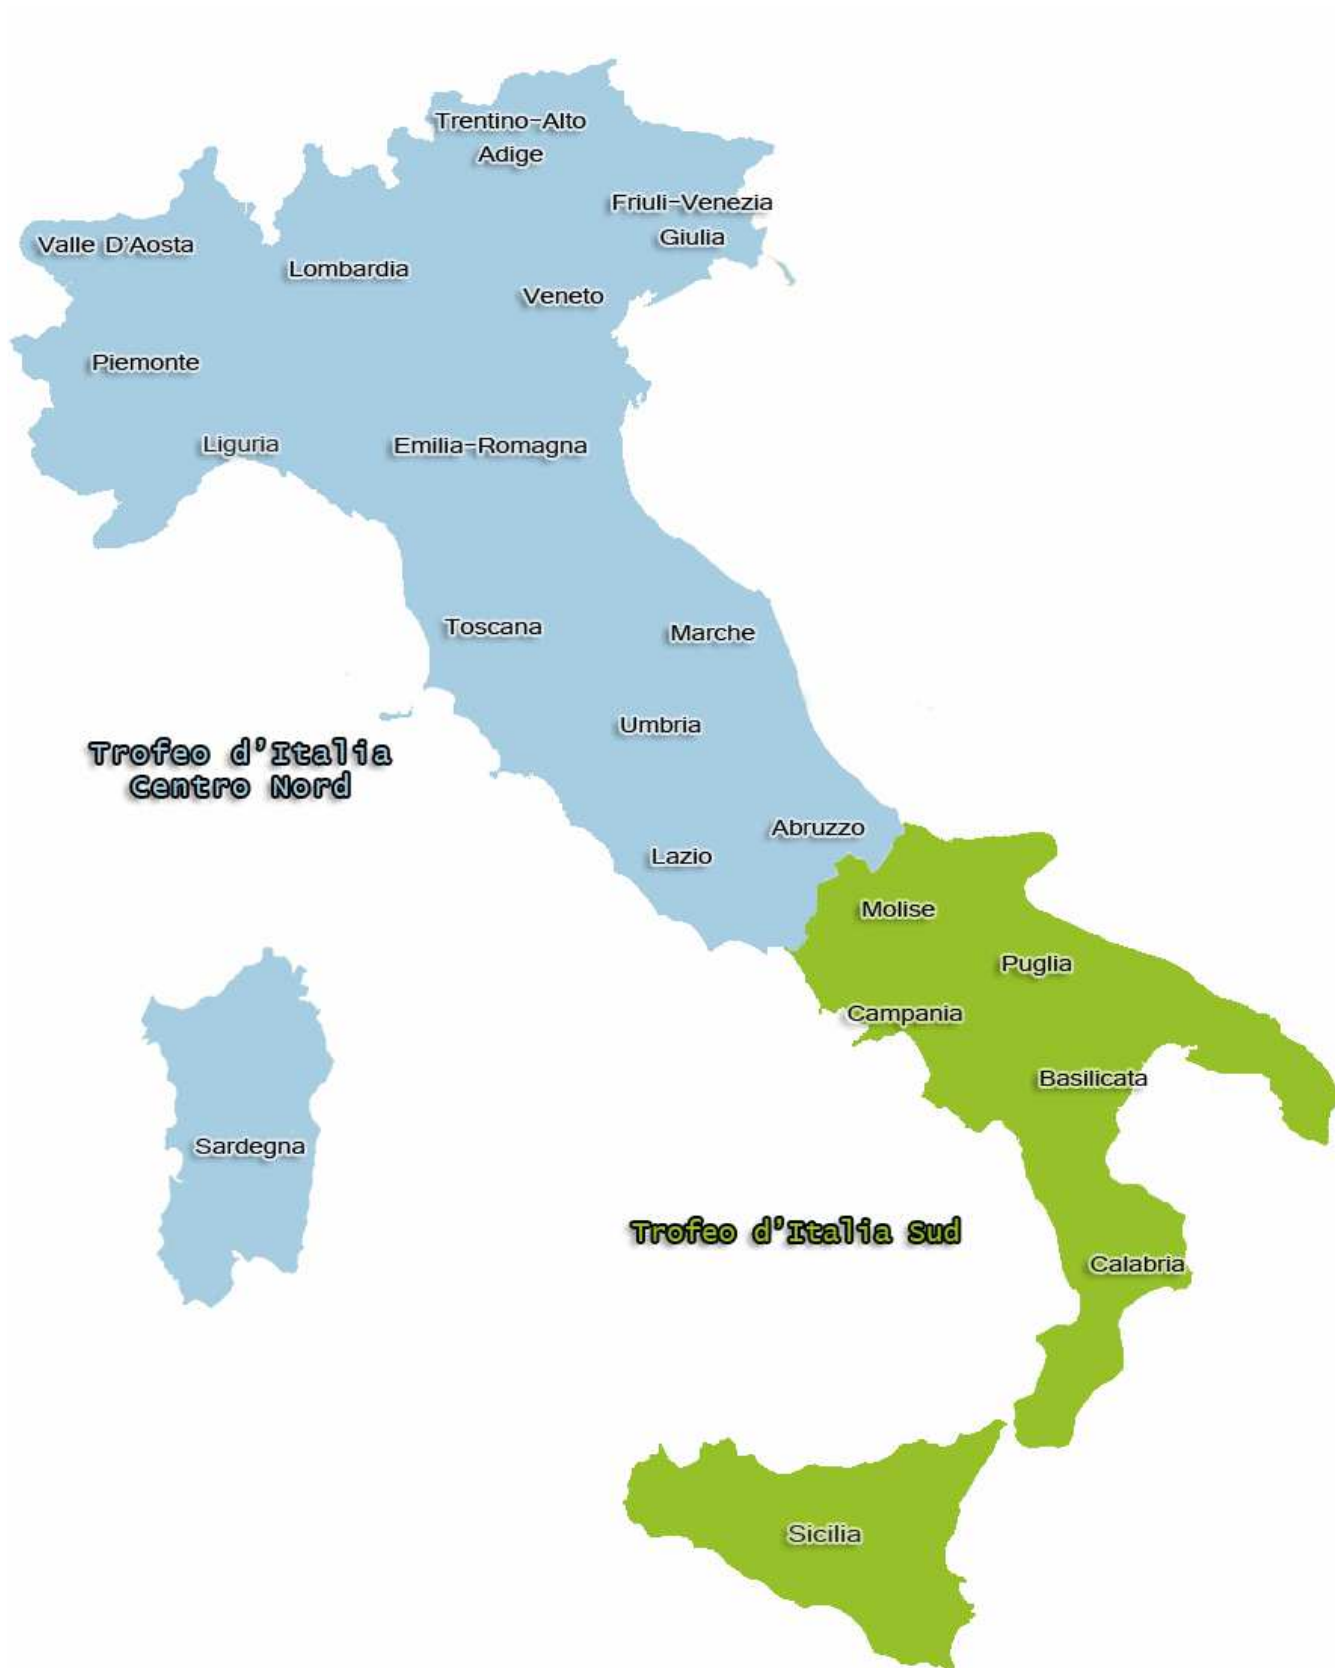 Trentino-Alto
Adige
Friuli-Venezia
Giulia
Valle D'Aosta
Lombardia
Veneto
Piemonte
Liguria
Emilia-Romagna
Toscana
Marche
Umbria
Trofeo d'Italia
Centro Nord
Abruzzo
Lazio
Molise
Puglia
Campania
Basilicata
Sardegna
Trofeo d'Italia Sud
Calabria
Sicilia